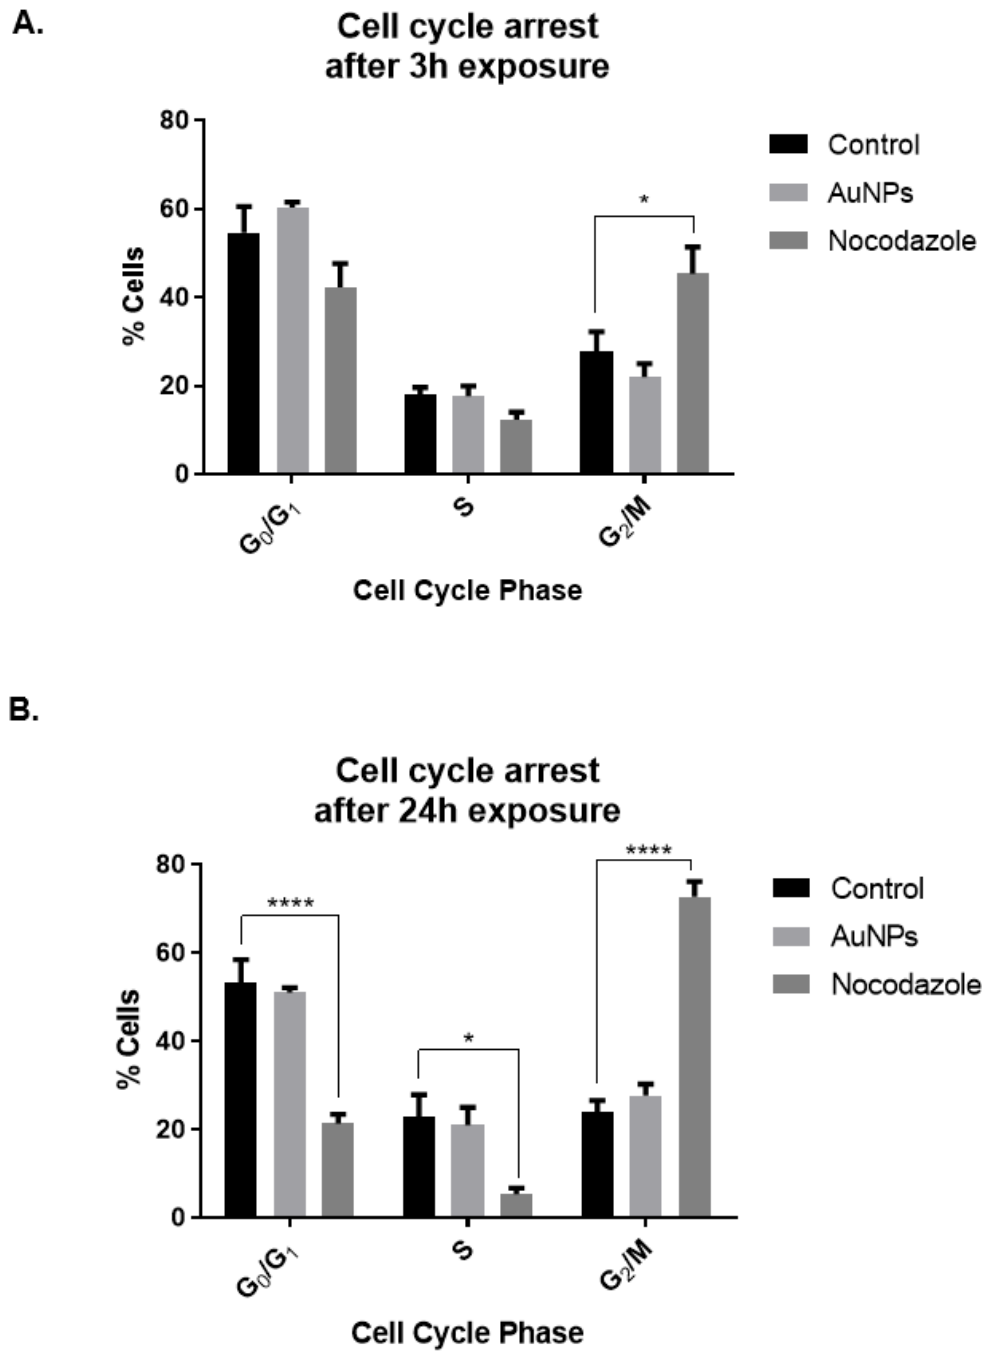 A.
Cell cycle arrest
after 3h exposure
80
60
40
20
0
% Cells
*
Control
AuNPs
Nocodazole
G₀/G₁
S
G₂/M
Cell Cycle Phase
B.
Cell cycle arrest
after 24h exposure
80
60
40
20
0
% Cells
****
*
****
Control
AuNPs
Nocodazole
G₀/G₁
S
G₂/M
Cell Cycle Phase